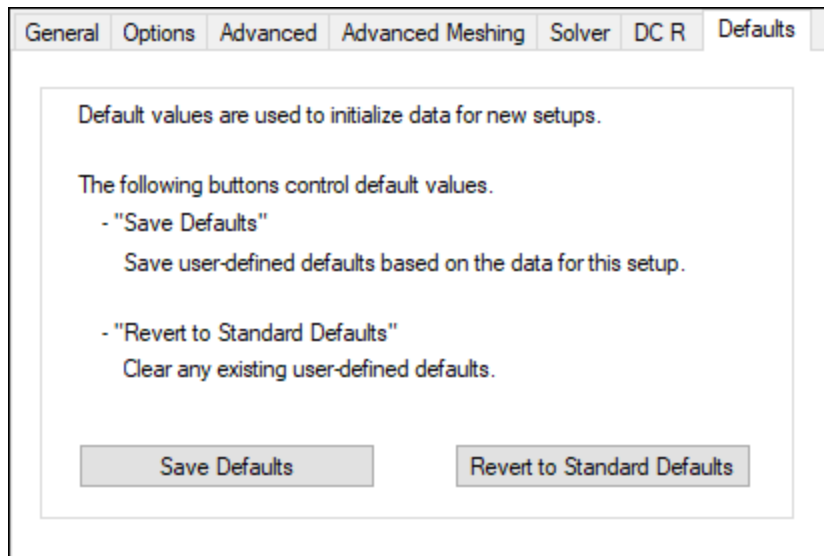 General Options Advanced Advanced Meshing Solver DC R Defaults
Default values are used to initialize data for new setups.
The following buttons control default values.
- "Save Defaults"
Save user-defined defaults based on the data for this setup.
- "Revert to Standard Defaults"
Clear any existing user-defined defaults.
Save Defaults Revert to Standard Defaults